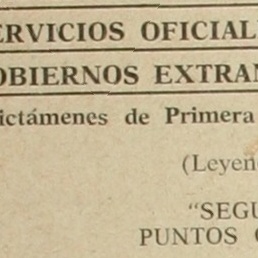 ERVICIOS OFICIAL
OBIERNOS EXTRAN
ictámenes de Primera
(Leyen
"SEGU
PUNTOS